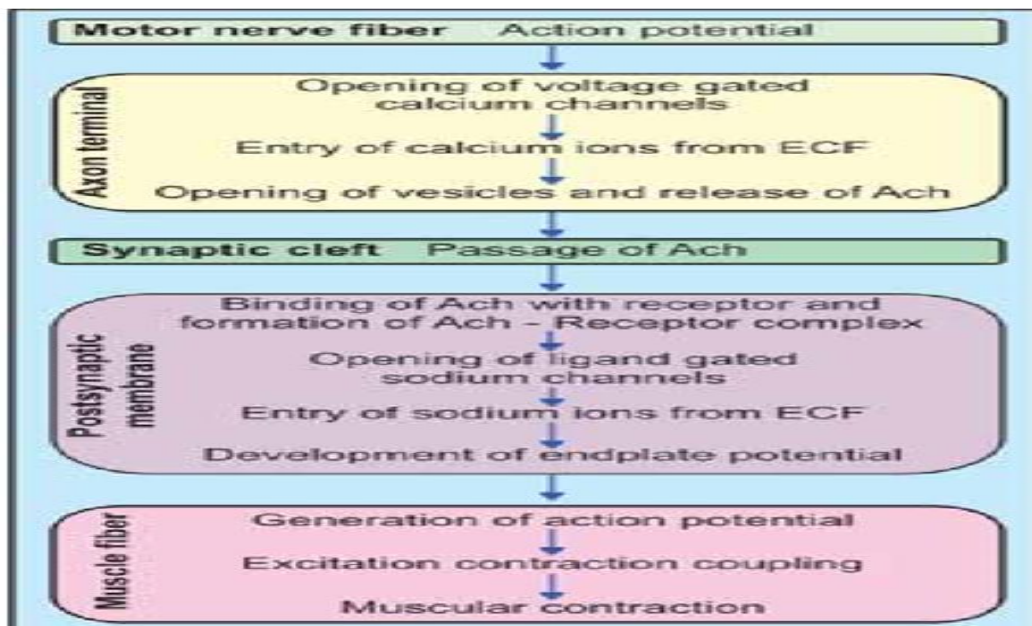 Motor nerve fiber Action potential
Axon terminal
Opening of voltage gated
calcium channels
Entry of calcium ions from ECF
Opening of vesicles and release of Ach
Synaptic cleft Passage of Ach
Postsynaptic
membrane
Binding of Ach with receptor and
formation of Ach - Receptor complex
Opening of ligand gated
sodium channels
Entry of sodium ions from ECF
Development of endplate potential
Muscle fiber
Generation of action potential
Excitation contraction coupling
Muscular contraction